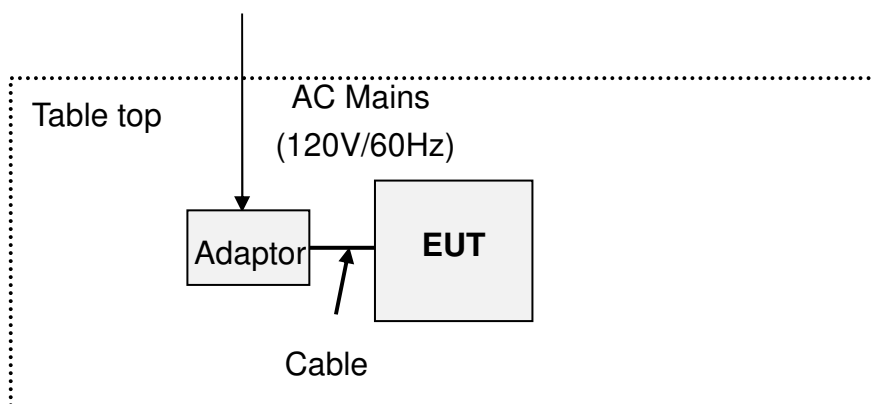 Table top
AC Mains
(120V/60Hz)
Adaptor
EUT
Cable